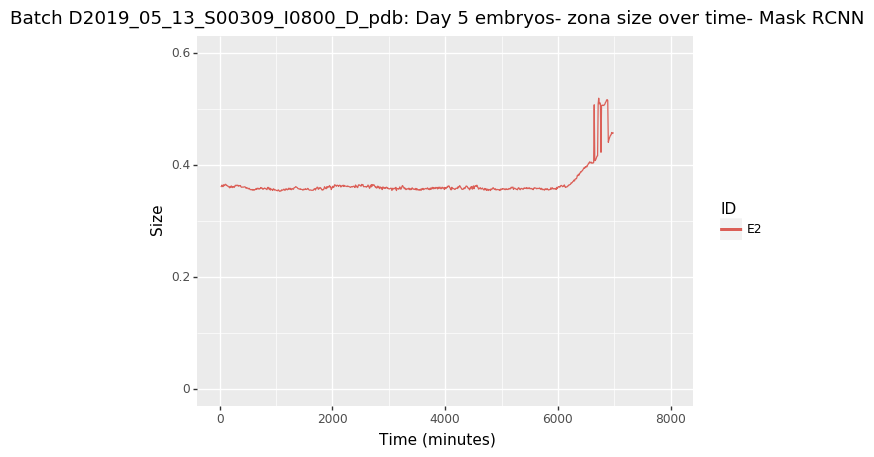 Batch D2019_05_13_S00309_I0800_D_pdb: Day 5 embryos- zona size over time- Mask RCNN
0.6
0.4
0.2
0
Size
0 2000 4000 6000 8000
Time (minutes)
ID
E2